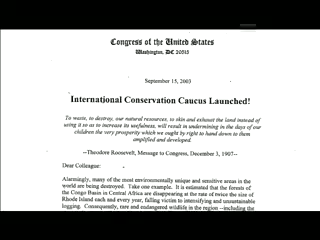 Congress of the United States
Washington, DC 20515
September 15, 2003
International Conservation Caucus Launched!
To waste, to destroy, our natural resources, to skin and exhaust the land instead of
using it so as to increase its usefulness, will result in undermining in the days of our
children the very prosperity which we ought by right to hand down to them
amplified and developed.
--Theodore Roosevelt, Message to Congress, December 3, 1907--
Dear Colleague:
Alarmingly, many of the most environmentally unique and sensitive areas in the
world are being destroyed. Take one example. It is estimated that the forests of
the Congo Basin in Central Africa are disappearing at the rate of twice the size of
Rhode Island each and every year, falling victim to intensifying and unsustainable
logging. Consequently, rare and endangered wildlife in the region --including the